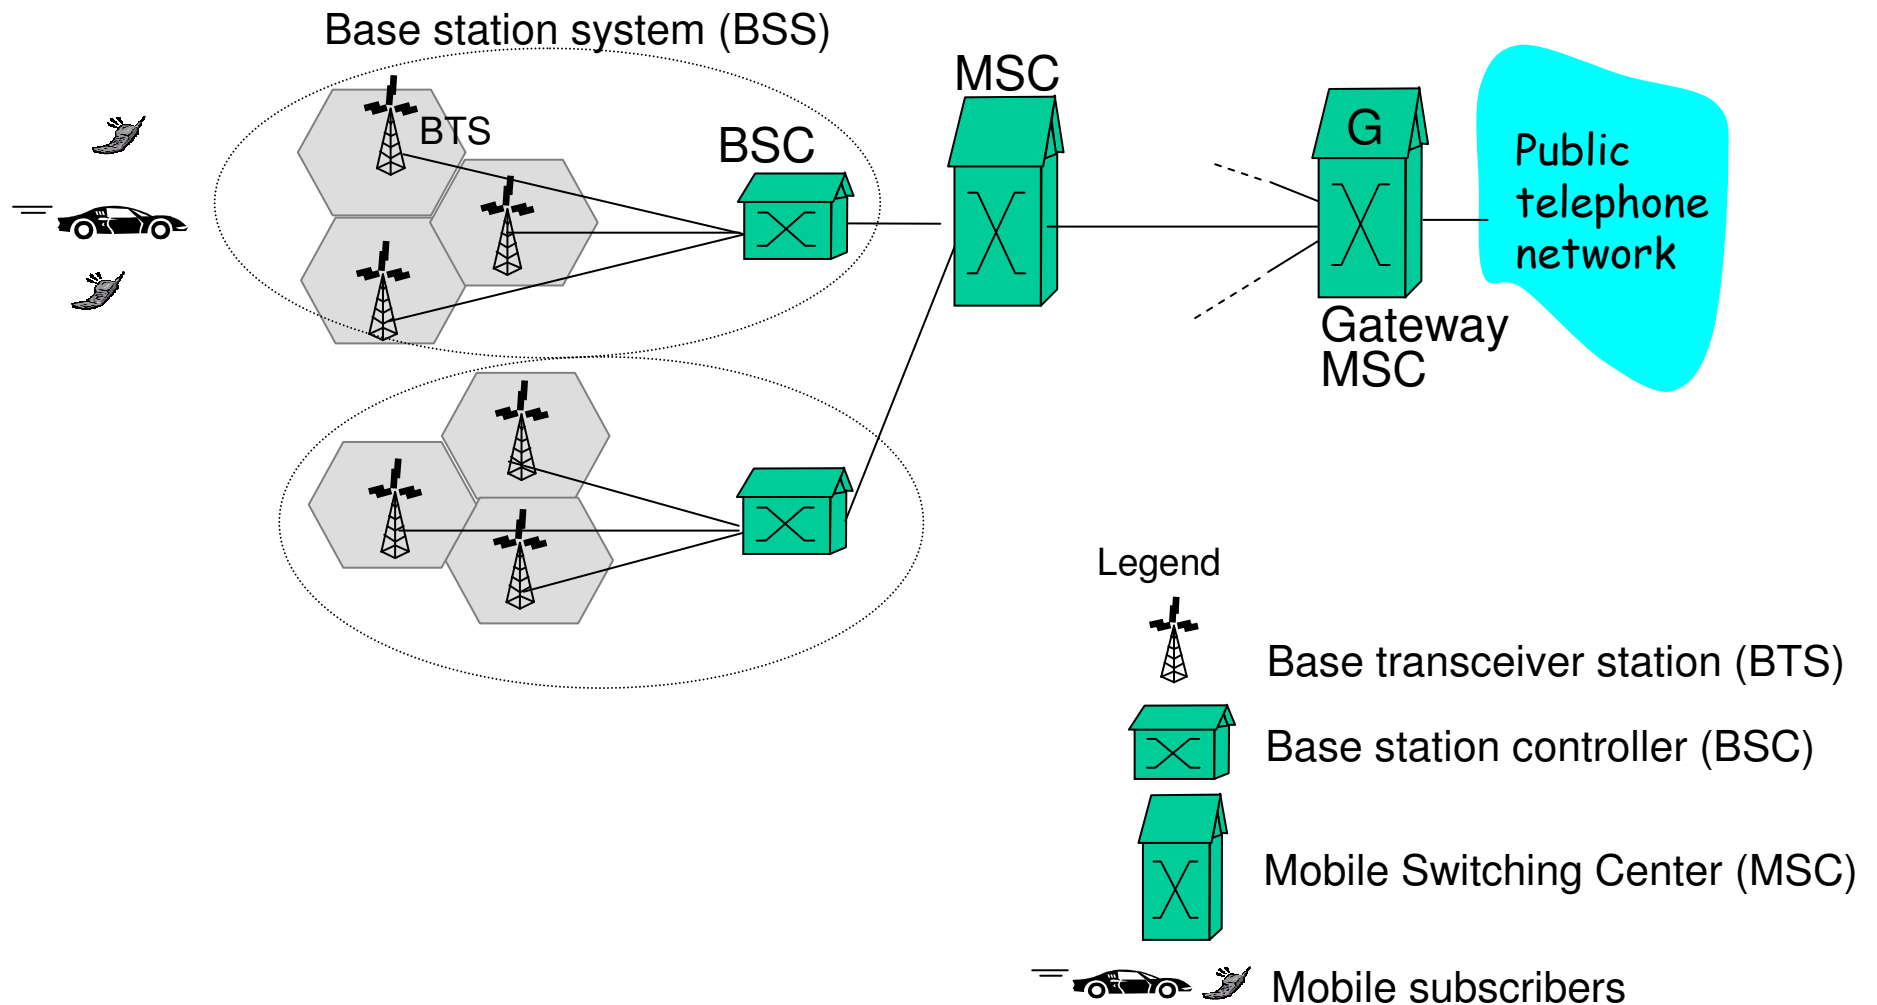 Base station system (BSS)
BTS
BSC
MSC
G
Gateway
MSC
Public
telephone
network
Legend
Base transceiver station (BTS)
Base station controller (BSC)
Mobile Switching Center (MSC)
Mobile subscribers